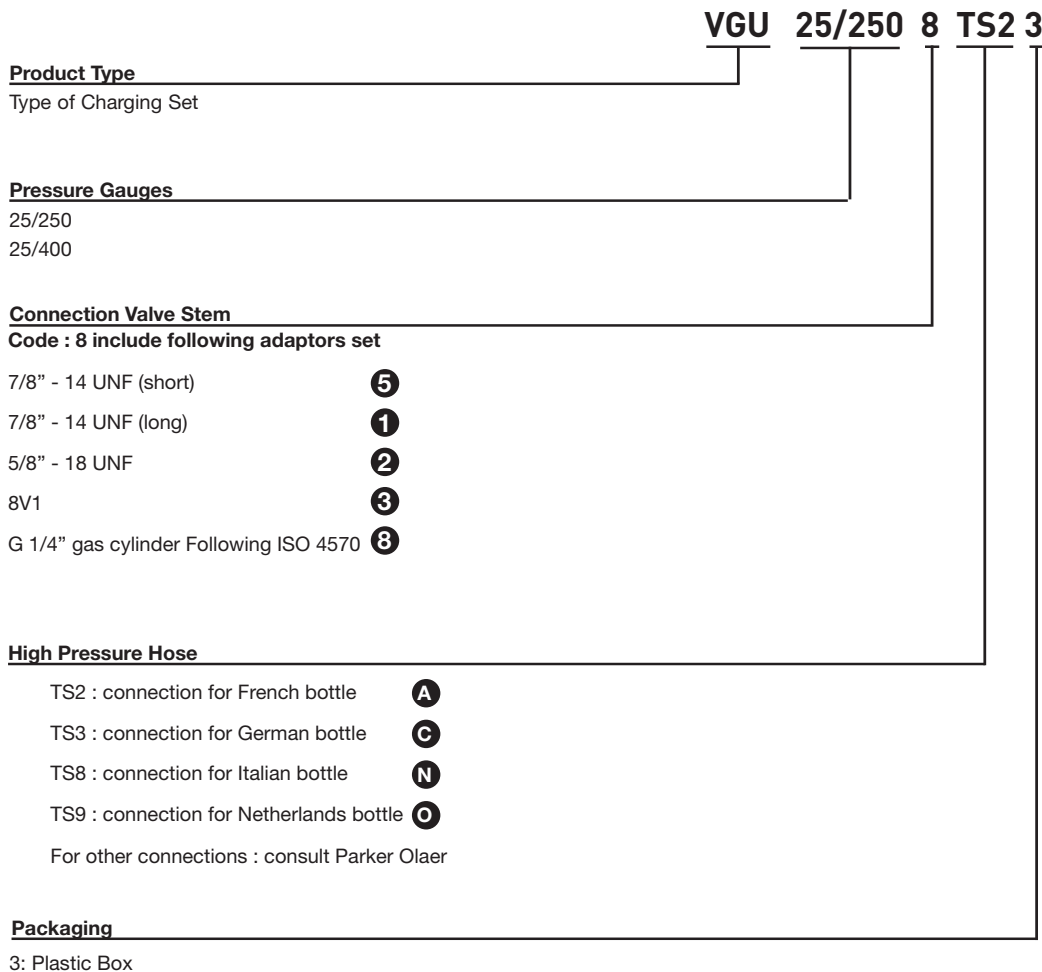 VGU 25/250 8 TS2 3
Product Type
Type of Charging Set
Pressure Gauges
25/250
25/400
Connection Valve Stem
Code : 8 include following adaptors set
7/8” - 14 UNF (short) 5
7/8” - 14 UNF (long) 1
5/8” - 18 UNF 2
8V1 3
G 1/4” gas cylinder Following ISO 4570 8
High Pressure Hose
TS2 : connection for French bottle A
TS3 : connection for German bottle C
TS8 : connection for Italian bottle N
TS9 : connection for Netherlands bottle O
For other connections : consult Parker Olaer
Packaging
3: Plastic Box